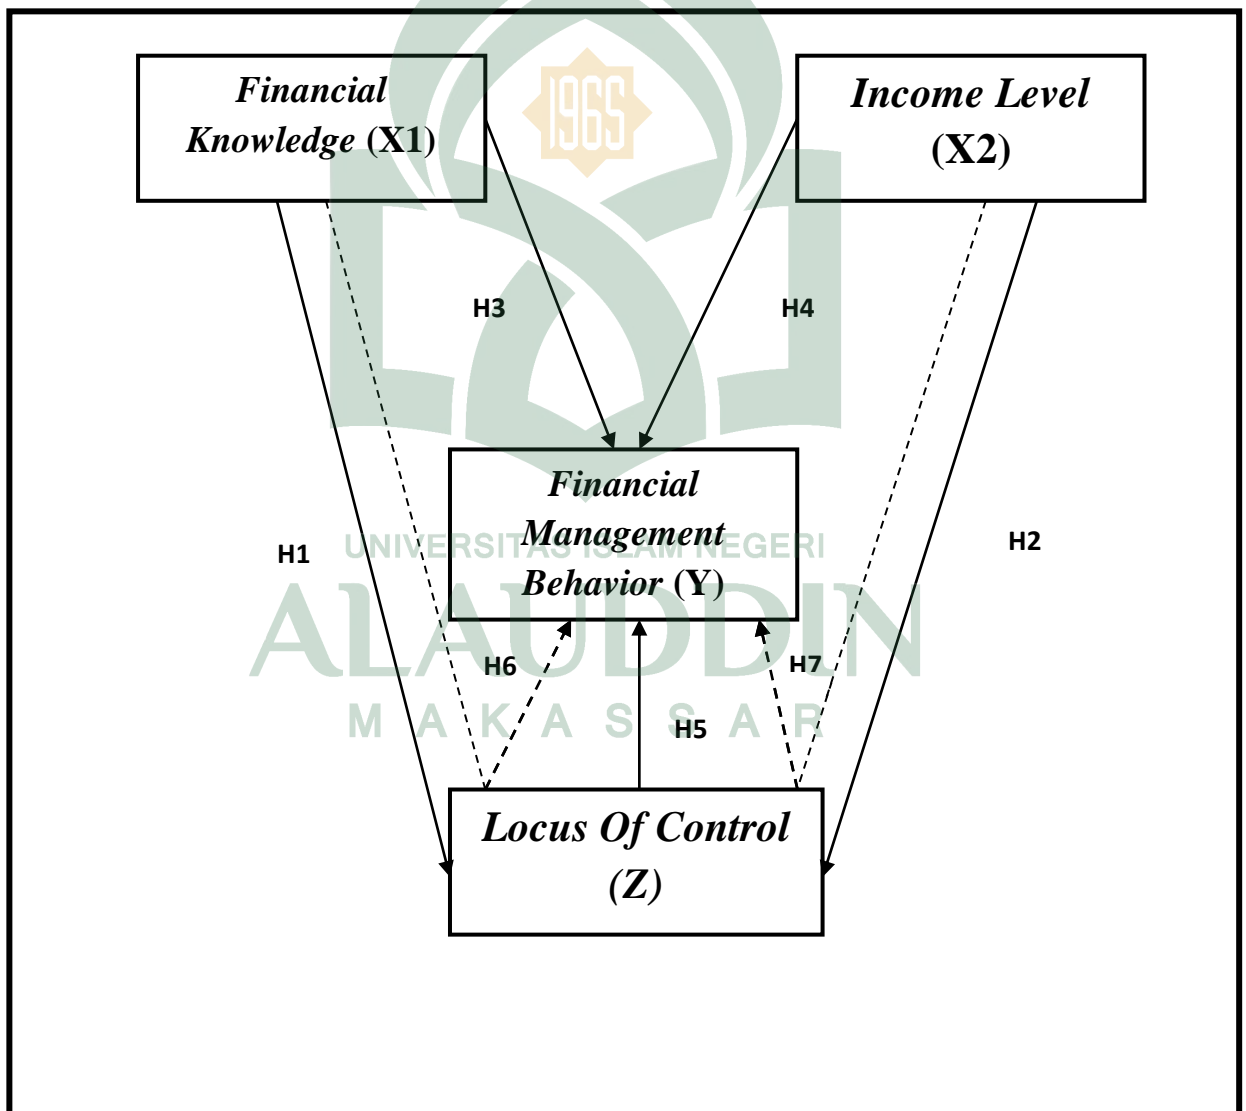 1965
Financial
Knowledge (X1)
Income Level
(X2)
H3
H4
Financial
Management
Behavior (Y)
H1
H2
UNIVERSITAS ISLAM NEGERI
ALAUDDIN
H6
H7
MAKASSAR
H5
Locus Of Control
(Z)